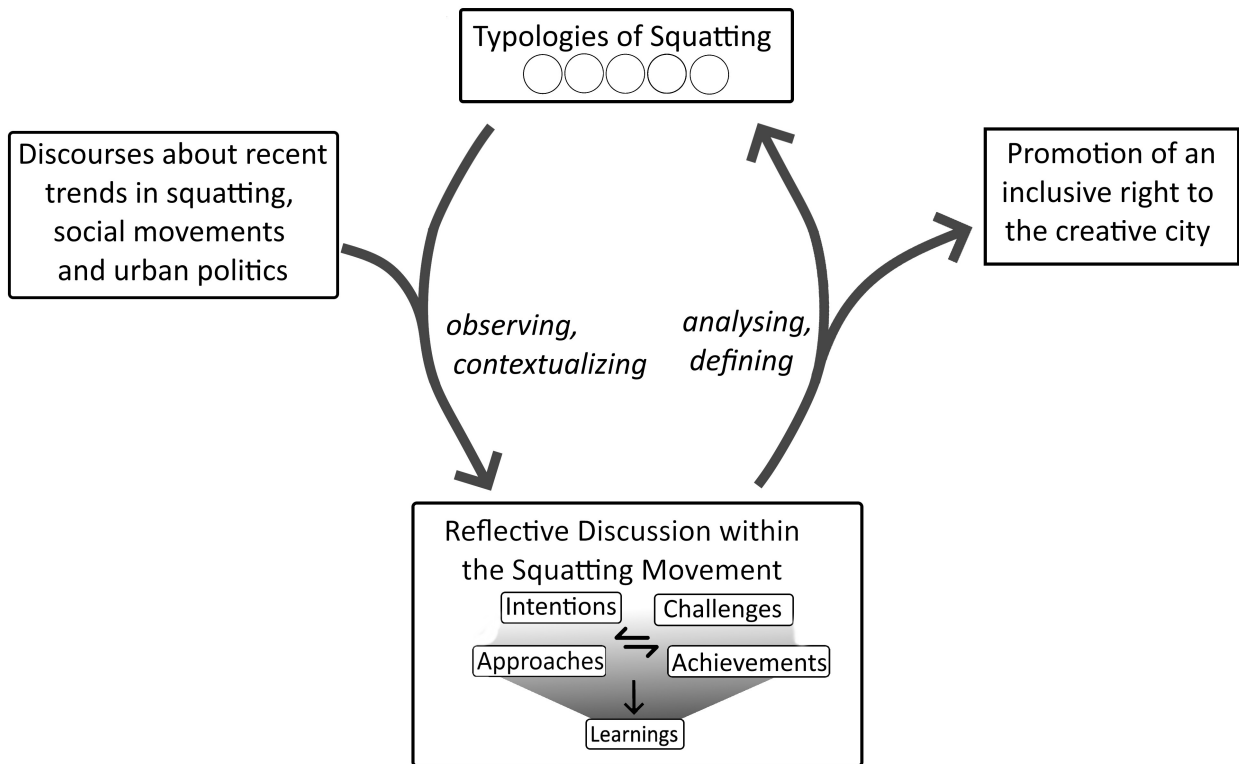 Typologies of Squatting
Discourses about recent
trends in squatting,
social movements
and urban politics
Promotion of an
inclusive right to
the creative city
observing,
contextualizing
analysing,
defining
Reflective Discussion within
the Squatting Movement
Intentions
Challenges
Approaches
Achievements
Learnings